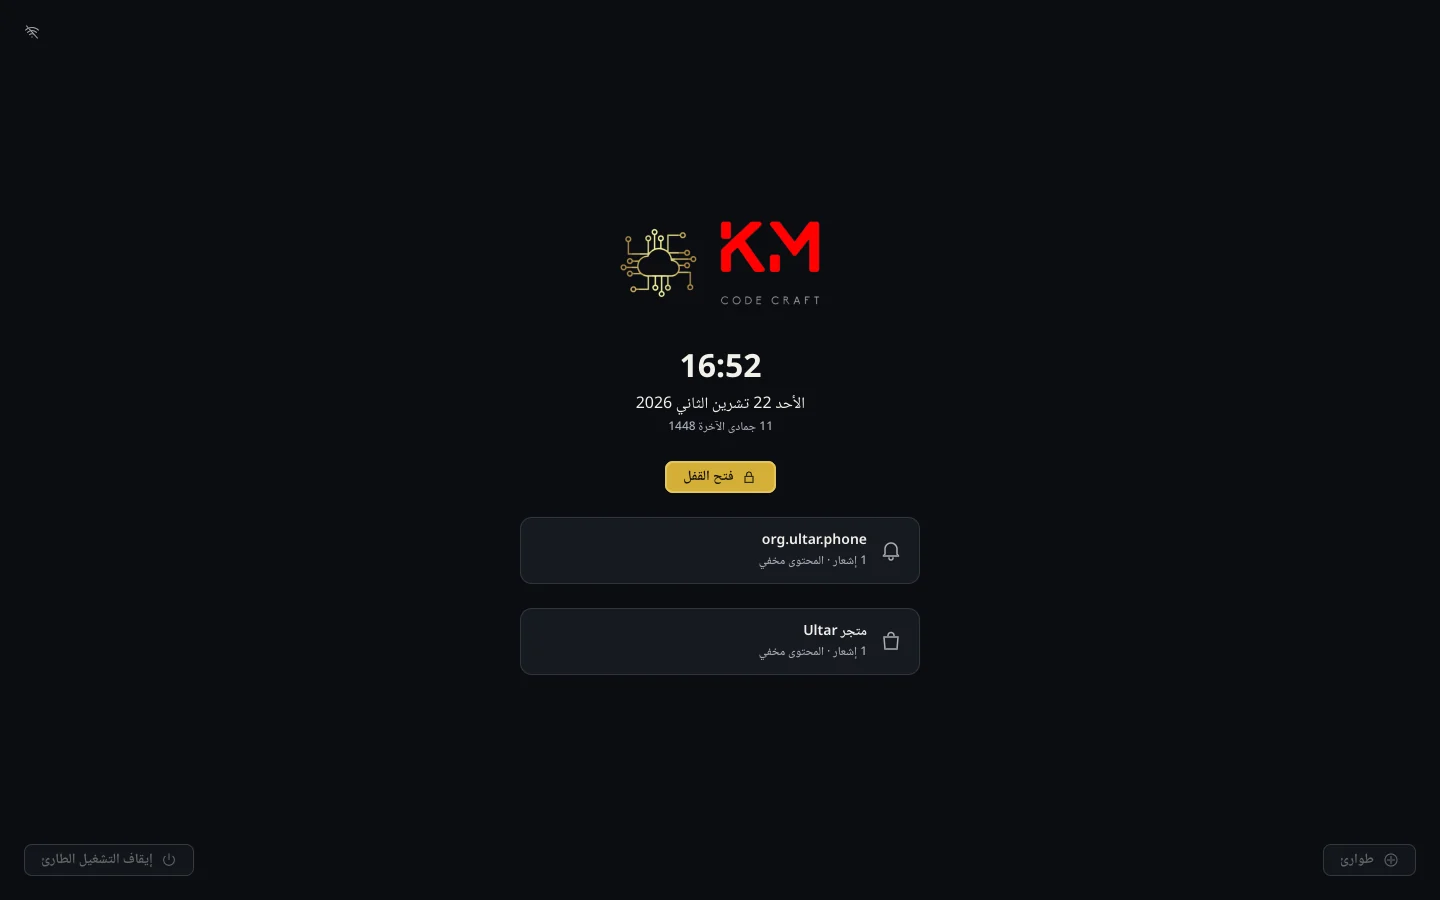 KM
CODE CRAFT
16:52
الأحد 22 تشرين الثاني 2026
11 جمادى الآخرة 1448
فتح القفل
org.ultar.phone
1 إشعار · المحتوى مخفي
متجر Ultar
1 إشعار · المحتوى مخفي
طوارئ
إيقاف التشغيل الطارئ